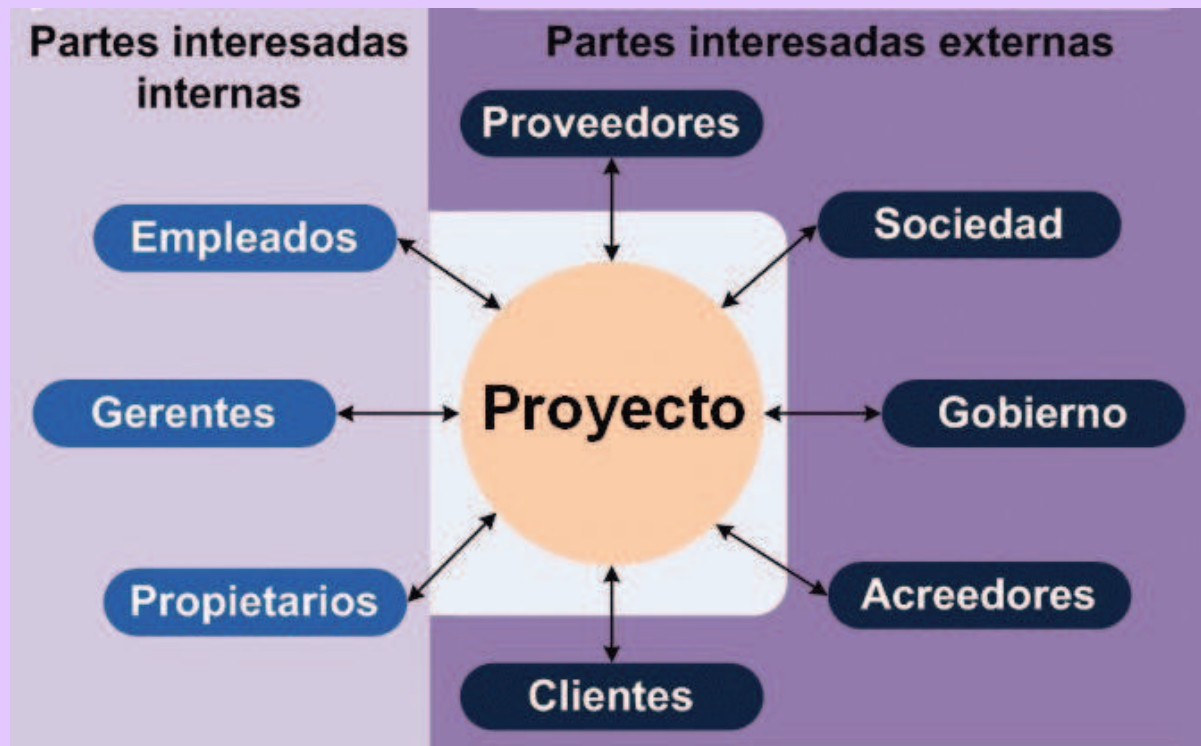 Partes interesadas
internas
Partes interesadas externas
Proveedores
Empleados
Sociedad
Gerentes
Proyecto
Gobierno
Propietarios
Acreedores
Clientes